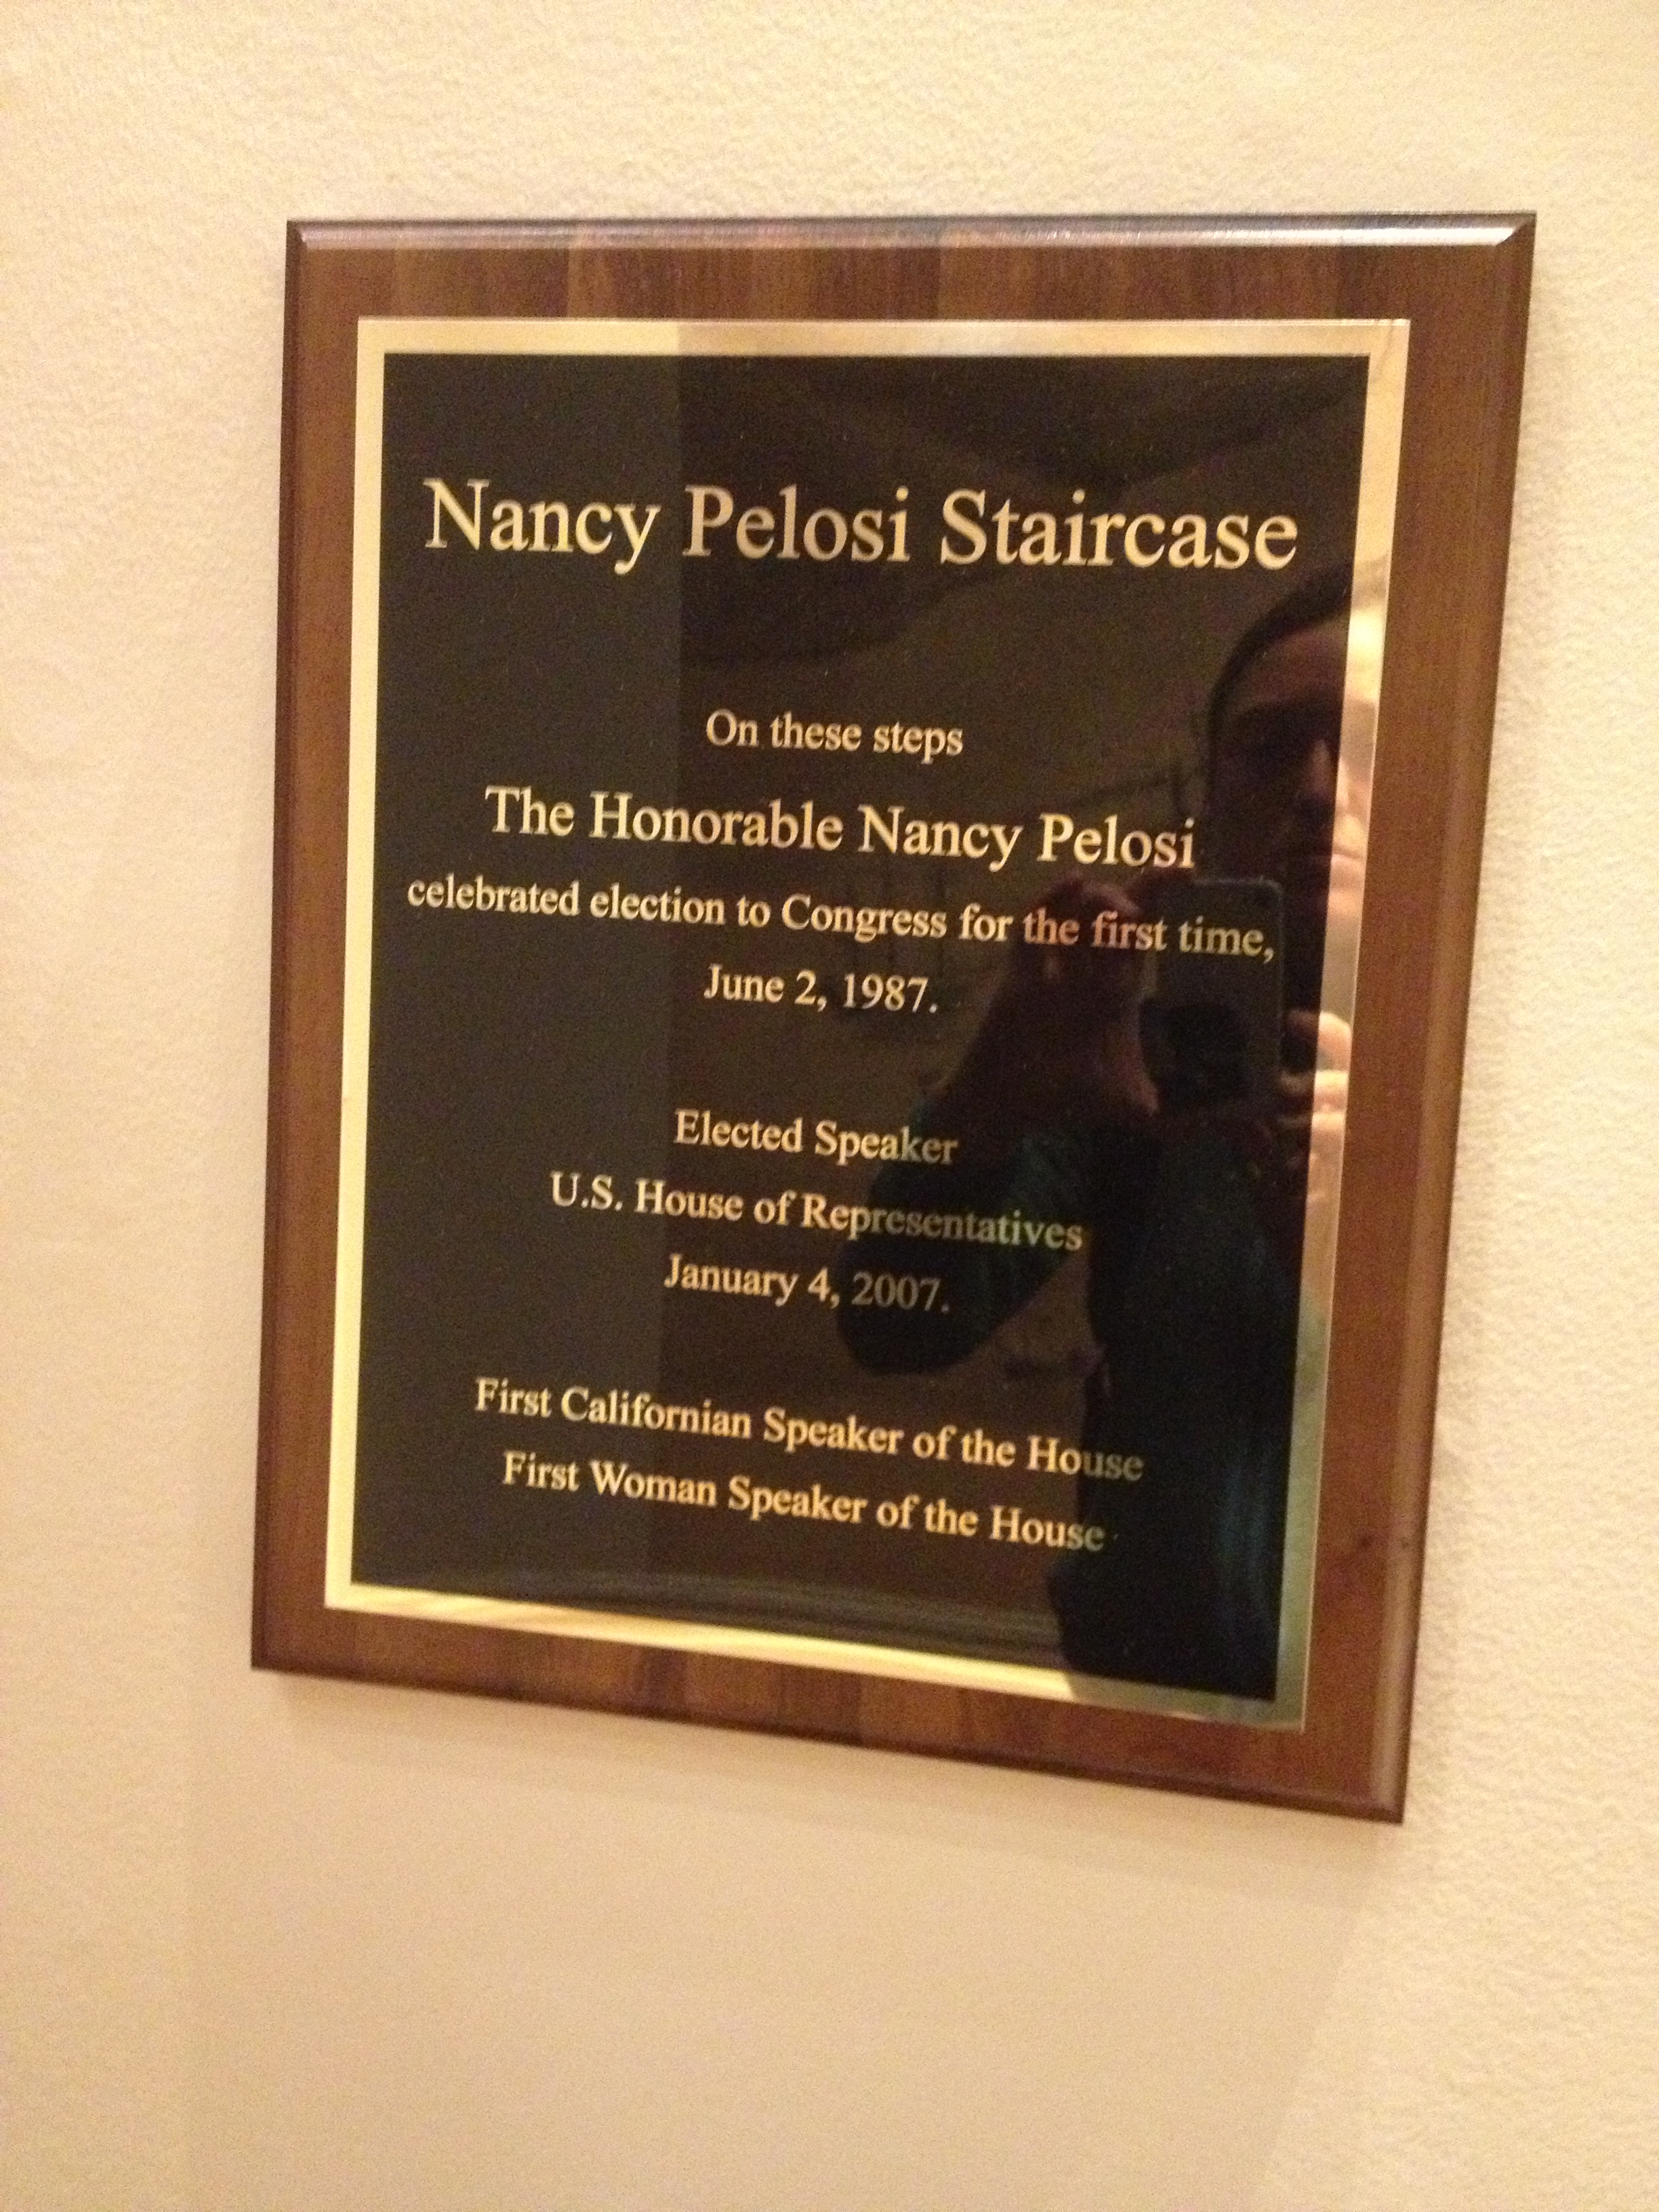 Nancy Pelosi Staircase
On these steps
The Honorable Nancy Pelosi
celebrated election to Congress for the first time,
June 2, 1987.
Elected Speaker
U.S. House of Representatives
January 4, 2007.
First Californian Speaker of the House
First Woman Speaker of the House